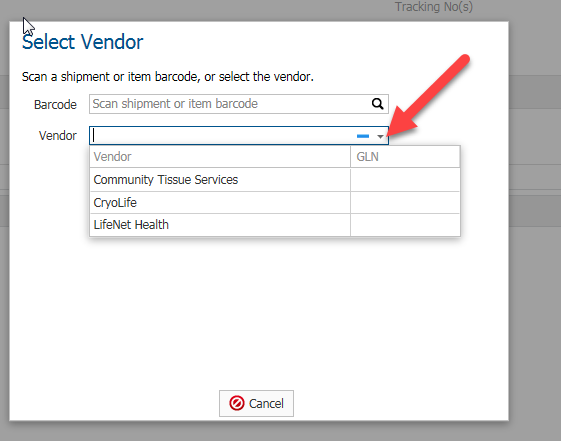 Tracking No(s)
Select Vendor
Scan a shipment or item barcode, or select the vendor.
Barcode Scan shipment or item barcode
Vendor
Vendor GLN
Community Tissue Services
CryoLife
LifeNet Health
Cancel